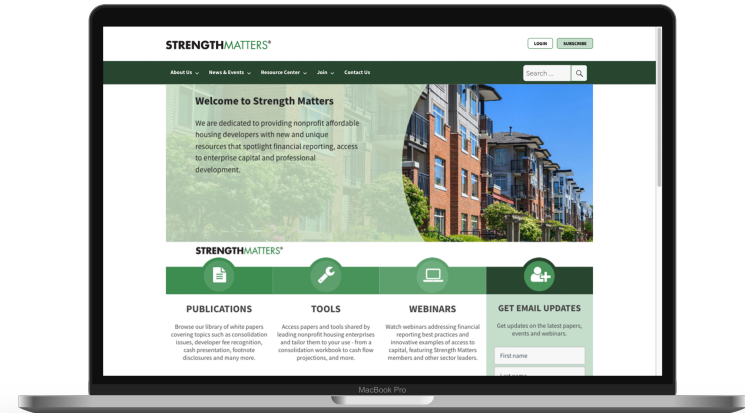 STRENGTHMATTERS®
LOGIN
SUBSCRIBE
About Us
News & Events
Resource Center
Join
Contact Us
Search ...
Welcome to Strength Matters
We are dedicated to providing nonprofit affordable
housing developers with new and unique
resources that spotlight financial reporting, access
to enterprise capital and professional
development.
STRENGTHMATTERS®
PUBLICATIONS
Browse our library of white papers
covering topics such as consolidation
issues, developer fee recognition,
cash presentation, footnote
disclosures and many more.
TOOLS
Access papers and tools shared by
leading nonprofit housing enterprises
and tailor them to your use - from a
consolidation workbook to cash flow
projections, and more.
WEBINARS
Watch webinars addressing financial
reporting best practices and
innovative examples of access to
capital, featuring Strength Matters
members and other sector leaders.
GET EMAIL UPDATES
Get updates on the latest papers,
events and webinars.
First name
Last name
MacBook Pro